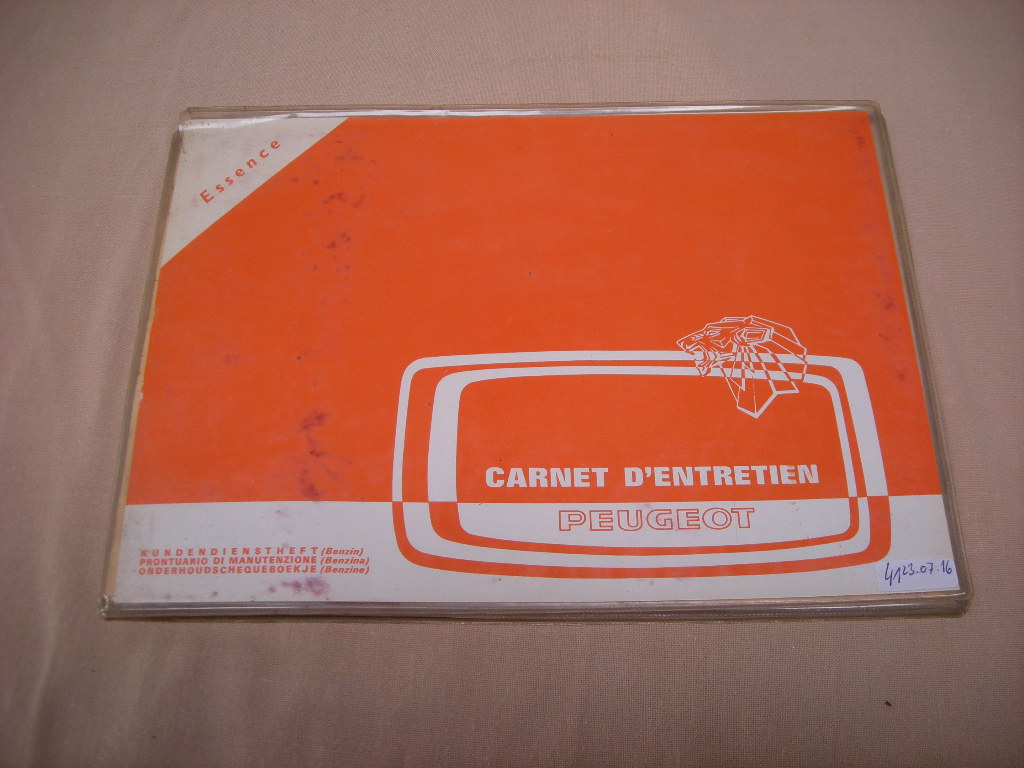 Essence
CARNET D'ENTRETIEN
PEUGEOT
KUNDENDIENSTHEFT (Benzin)
PRONTUARIO DI MANUTENZIONE (Benzina)
ONDERHOUDSCHEQUEBOEKJE (Benzine)
4123.07.16